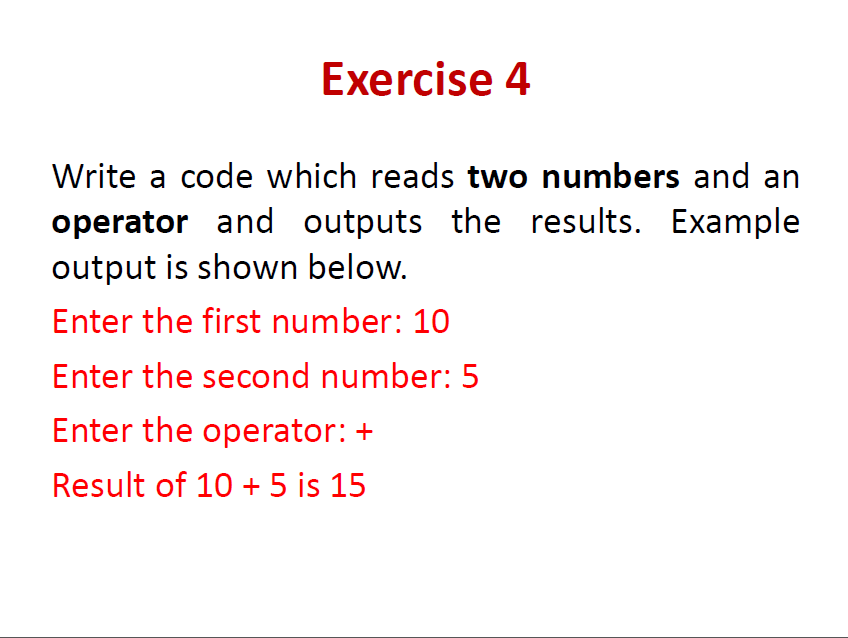 Exercise 4
Write a code which reads two numbers and an
operator and outputs the results. Example
output is shown below.
Enter the first number: 10
Enter the second number: 5
Enter the operator: +
Result of 10 + 5 is 15